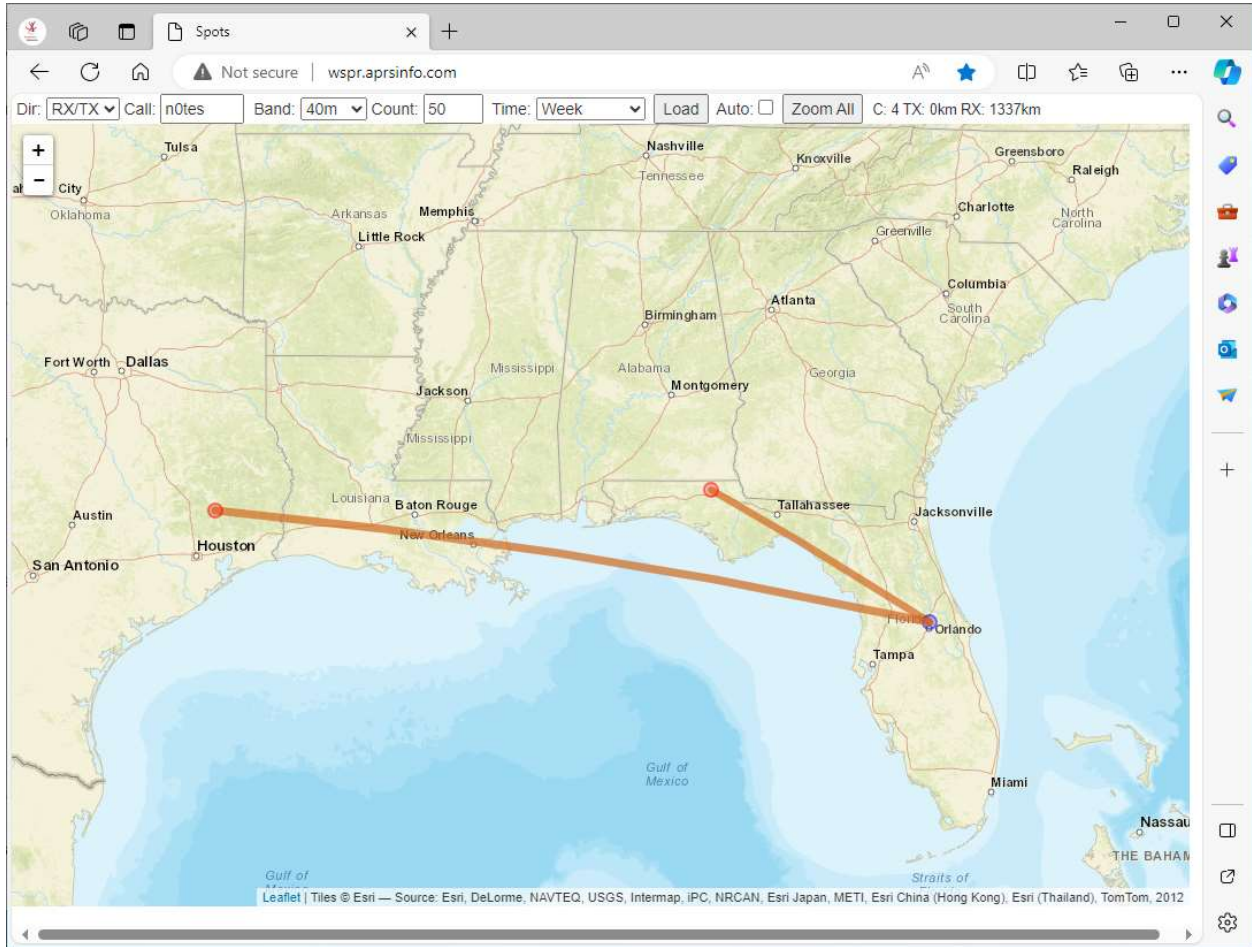 Spots
Not secure | wspr.aprsinfo.com
Dir: RX/TX Call: n0tes Band: 40m Count: 50 Time: Week Load Auto: Zoom All C: 4 TX: 0km RX: 1337km
+
−
Tulsa
Nashville
Tennessee
Knoxville
Greensboro
Raleigh
City
Oklahoma
Arkansas
Memphis
Charlotte
North
Carolina
Little Rock
Greenville
Columbia
South
Carolina
Atlanta
Birmingham
Fort Worth
Dallas
Mississippi
Alabama
Georgia
Jackson
Montgomery
Mississippi
Louisiana
Baton Rouge
Tallahassee
Jacksonville
Austin
New Orleans
Houston
San Antonio
Orlando
Tampa
Gulf of
Mexico
Miami
Nassau
THE BAHAM
Gulf of
Straits of
Leaflet | Tiles © Esri — Source: Esri, DeLorme, NAVTEQ, USGS, Intermap, iPC, NRCAN, Esri Japan, METI, Esri China (Hong Kong), Esri (Thailand), TomTom, 2012